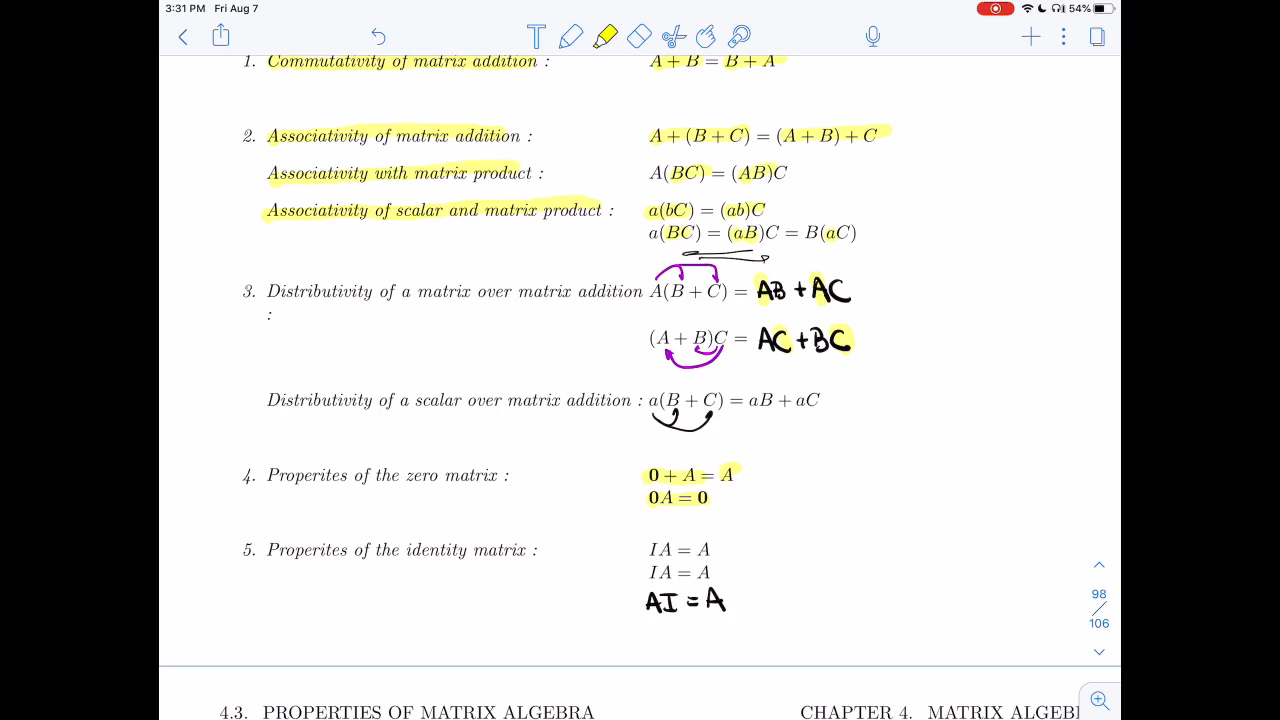 3:31 PM Fri Aug 7 54%
1. Commutativity of matrix addition : A + B = B + A
2. Associativity of matrix addition : A + (B + C) = (A + B) + C
Associativity with matrix product : A(BC) = (AB)C
Associativity of scalar and matrix product : a(bC) = (ab)C
a(BC) = (aB)C = B(aC)
3. Distributivity of a matrix over matrix addition A(B + C) = AB + AC
:
(A + B)C = AC + BC
Distributivity of a scalar over matrix addition : a(B + C) = aB + aC
4. Properites of the zero matrix : 0 + A = A
0A = 0
5. Properites of the identity matrix : IA = A
IA = A
AI = A
98
106
4.3. PROPERTIES OF MATRIX ALGEBRA CHAPTER 4. MATRIX ALGEB